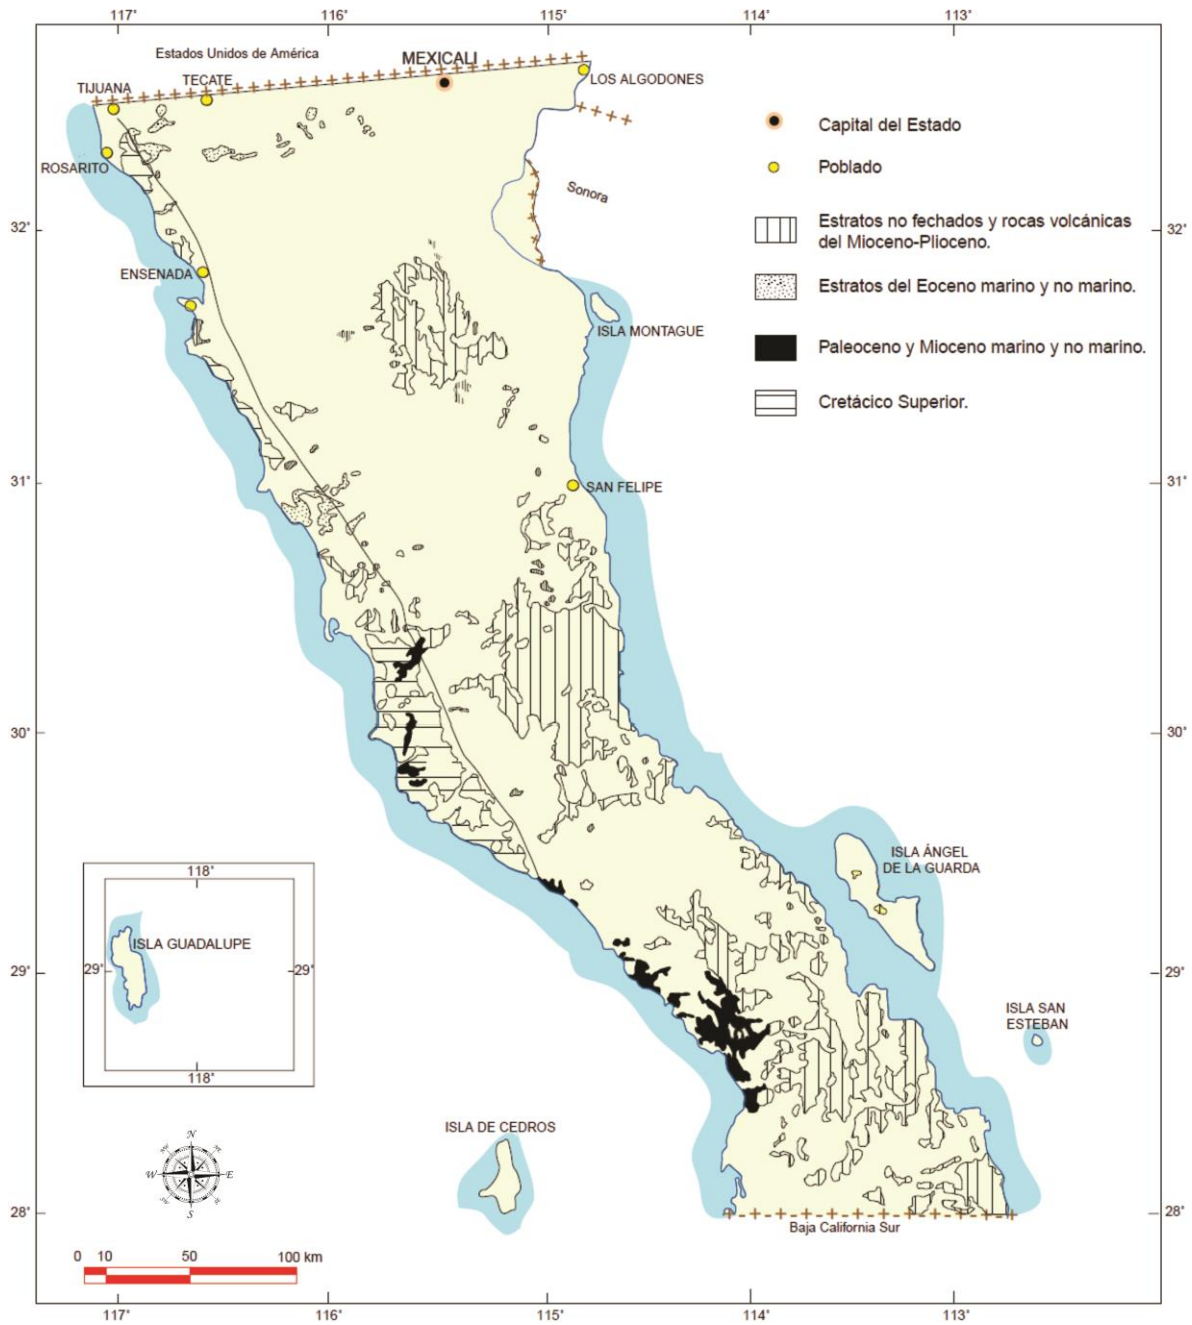 117° 116° 115° 114° 113°
Estados Unidos de América
MEXICALI
LOS ALGODONES
TIJUANA
TECATE
ROSARITO
Capital del Estado
Poblado
Sonora
32° 32°
Estratos no fechados y rocas volcánicas
del Mioceno-Plioceno.
ENSENADA
Estratos del Eoceno marino y no marino.
ISLA MONTAGUE
Paleoceno y Mioceno marino y no marino.
Cretácico Superior.
31° 31°
SAN FELIPE
30° 30°
ISLA ÁNGEL
DE LA GUARDA
118°
ISLA GUADALUPE
29° 29°
118°
29° 29°
ISLA SAN
ESTEBAN
ISLA DE CEDROS
N
W E
S
28° 28°
Baja California Sur
0 10 50 100 km
117° 116° 115° 114° 113°